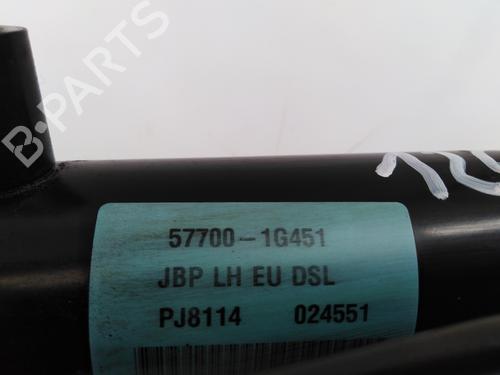 B-PARTS
57700-1G451
JBP LH EU DSL
PJ8114 024551